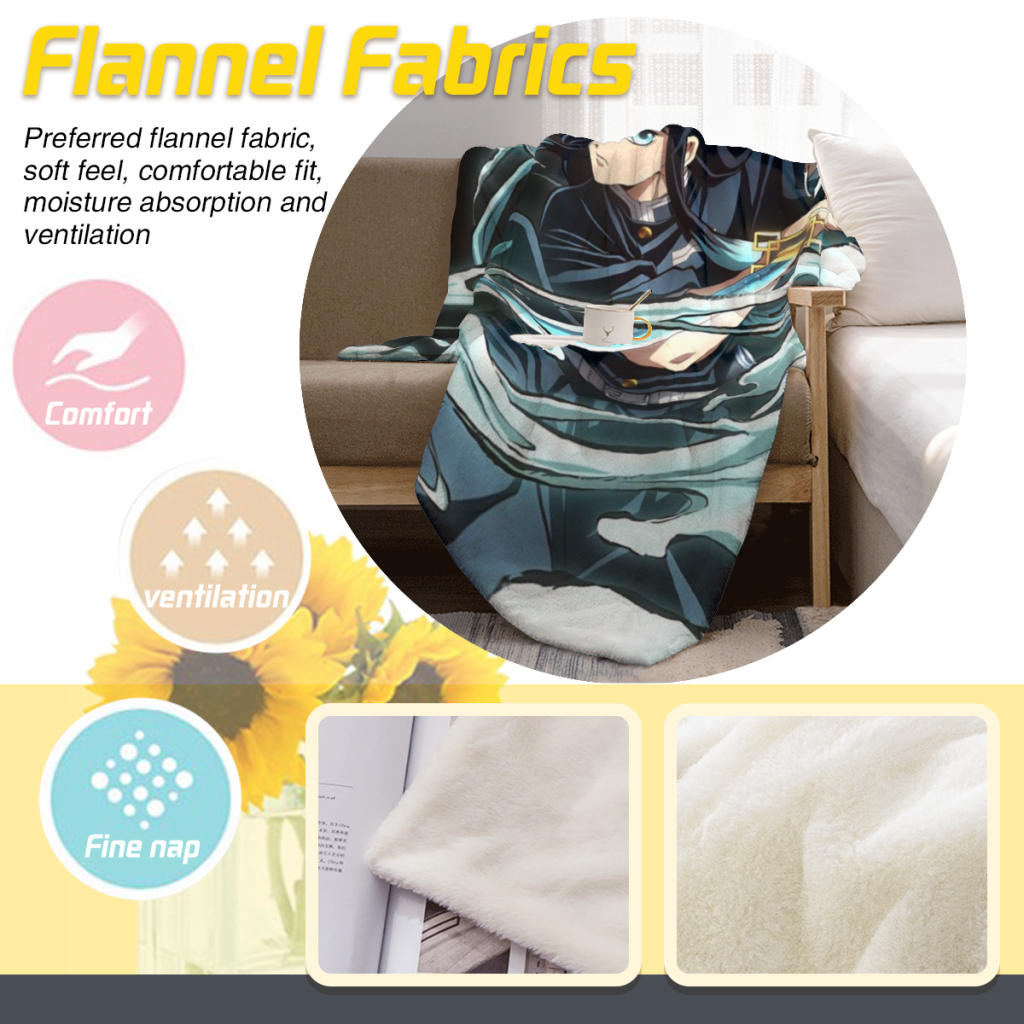 Flannel Fabrics
Preferred flannel fabric,
soft feel, comfortable fit,
moisture absorption and
ventilation
Comfort
ventilation
Fine nap